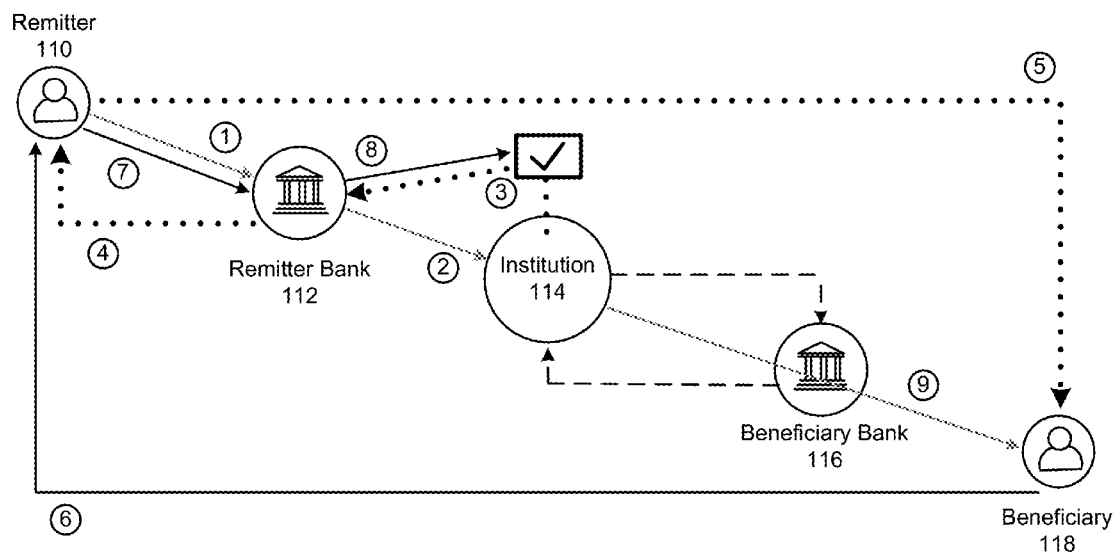 Remitter
110
5
1
7
8
3
4
2
Remitter Bank
112
Institution
114
9
Beneficiary Bank
116
6
Beneficiary
118